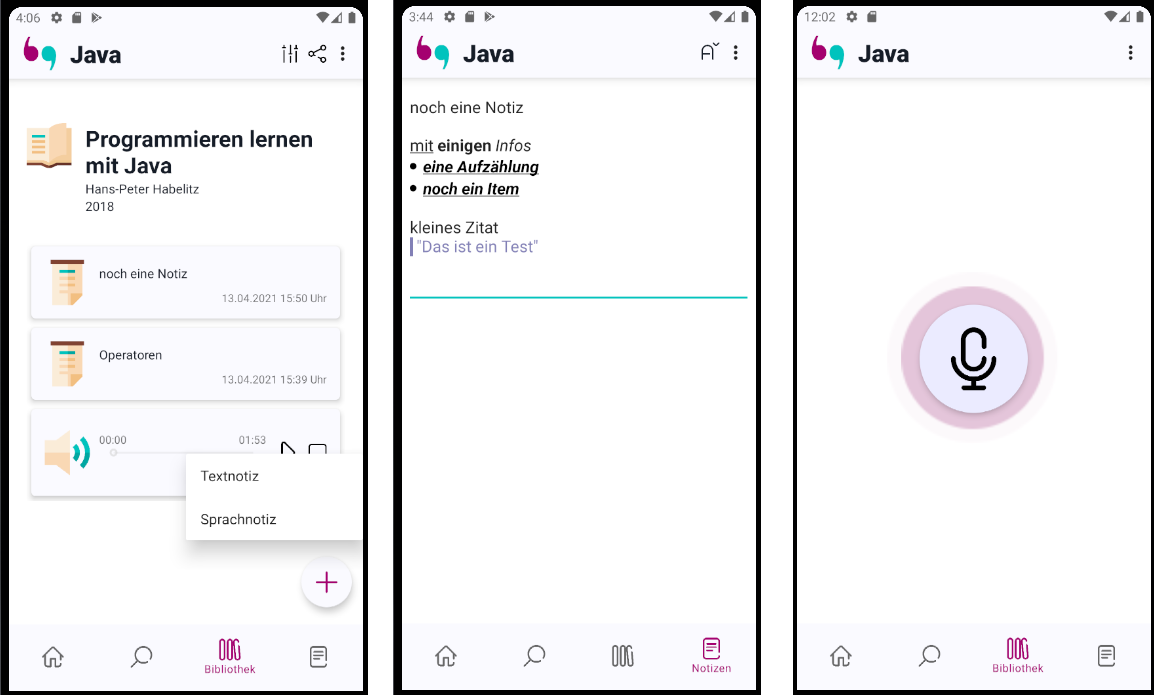 4:06
Java
Programmieren lernen
mit Java
Hans-Peter Habelitz
2018
noch eine Notiz
13.04.2021 15:50 Uhr
Operatoren
13.04.2021 15:39 Uhr
00:00 01:53
Textnotiz
Sprachnotiz
Bibliothek
3:44
Java
noch eine Notiz
mit einigen Infos
• eine Aufzählung
• noch ein Item
kleines Zitat
"Das ist ein Test"
Notizen
12:02
Java
Bibliothek